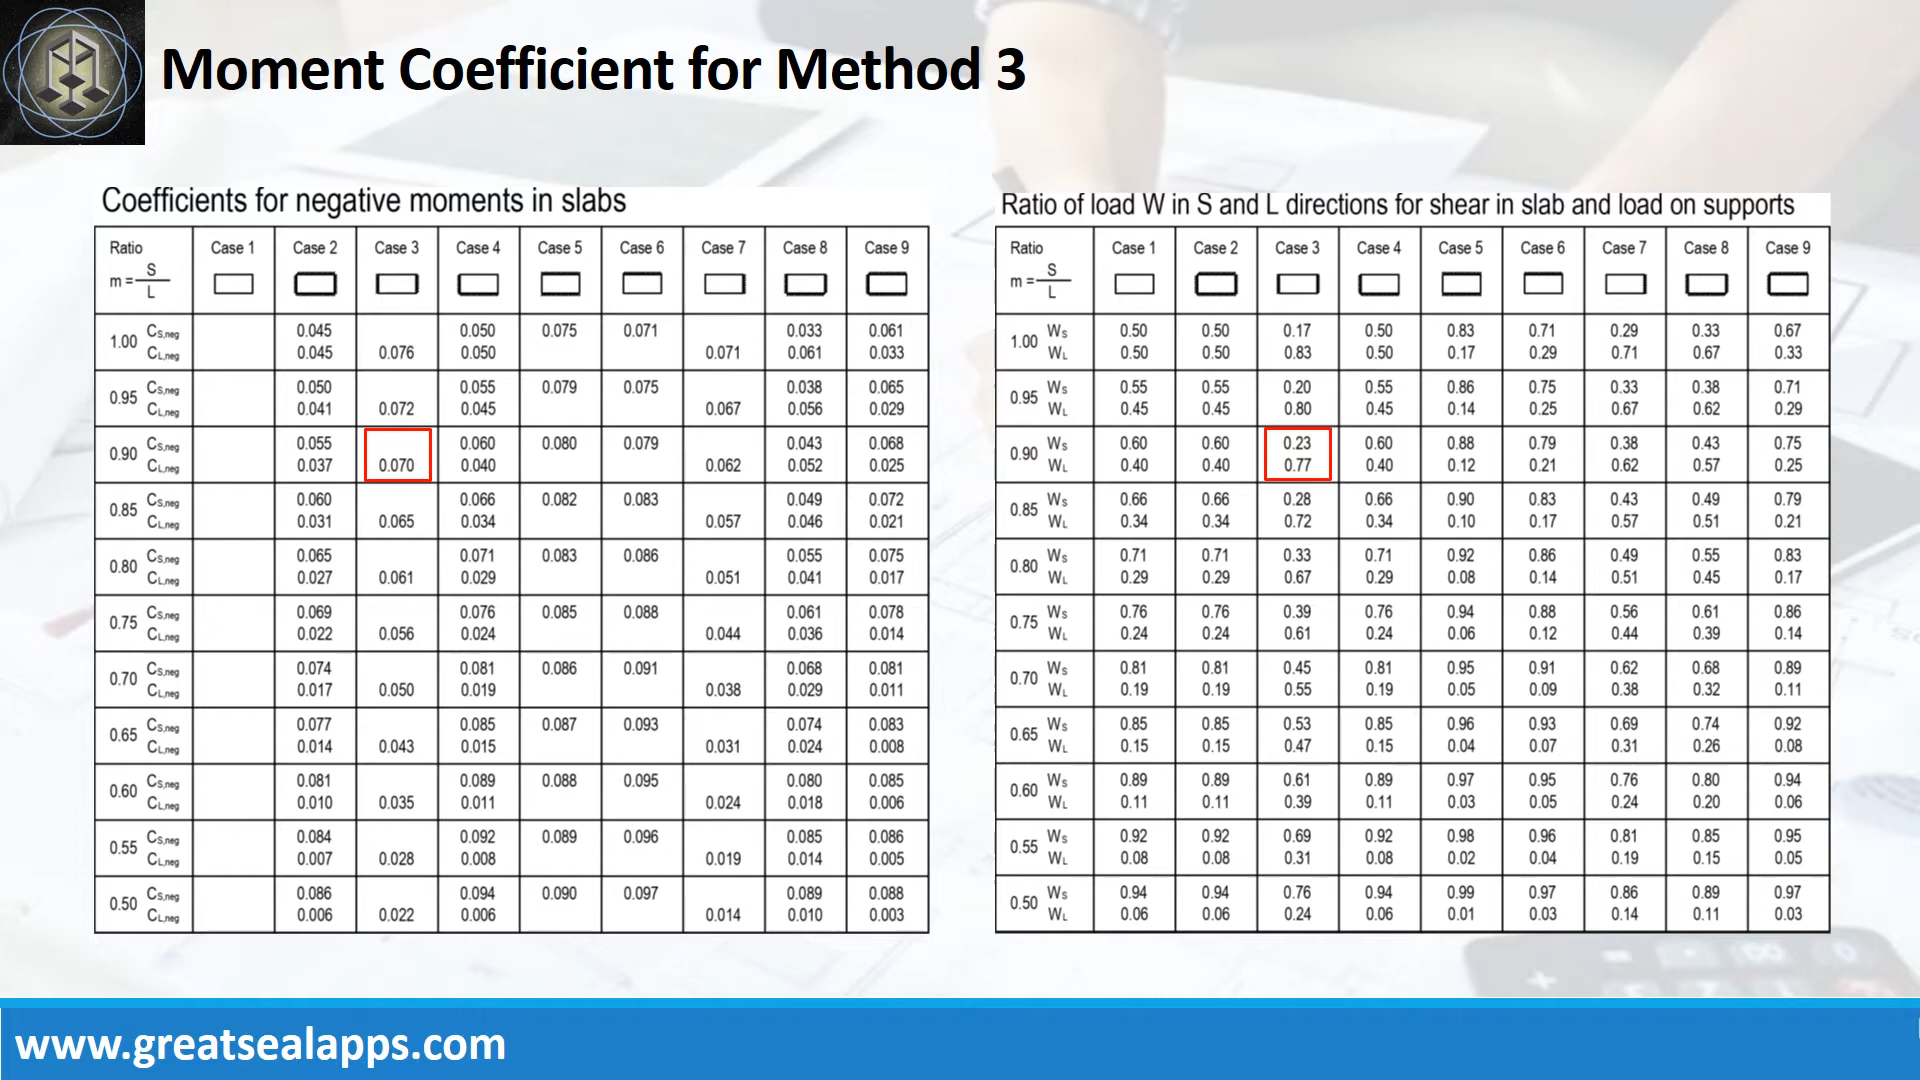 Moment Coefficient for Method 3
Coefficients for negative moments in slabs
Ratio m = S/L Case 1 Case 2 Case 3 Case 4 Case 5 Case 6 Case 7 Case 8 Case 9
1.00 CS,neg 0.045 0.050 0.075 0.071 0.033 0.061
CL,neg 0.045 0.076 0.050 0.071 0.061 0.033
0.95 CS,neg 0.050 0.055 0.079 0.075 0.038 0.065
CL,neg 0.041 0.072 0.045 0.067 0.056 0.029
0.90 CS,neg 0.055 0.060 0.080 0.079 0.043 0.068
CL,neg 0.037 0.070 0.040 0.062 0.052 0.025
0.85 CS,neg 0.060 0.066 0.082 0.083 0.049 0.072
CL,neg 0.031 0.065 0.034 0.057 0.046 0.021
0.80 CS,neg 0.065 0.071 0.083 0.086 0.055 0.075
CL,neg 0.027 0.061 0.029 0.051 0.041 0.017
0.75 CS,neg 0.069 0.076 0.085 0.088 0.061 0.078
CL,neg 0.022 0.056 0.024 0.044 0.036 0.014
0.70 CS,neg 0.074 0.081 0.086 0.091 0.068 0.081
CL,neg 0.017 0.050 0.019 0.038 0.029 0.011
0.65 CS,neg 0.077 0.085 0.087 0.093 0.074 0.083
CL,neg 0.014 0.043 0.015 0.031 0.024 0.008
0.60 CS,neg 0.081 0.089 0.088 0.095 0.080 0.085
CL,neg 0.010 0.035 0.011 0.024 0.018 0.006
0.55 CS,neg 0.084 0.092 0.089 0.096 0.085 0.086
CL,neg 0.007 0.028 0.008 0.019 0.014 0.005
0.50 CS,neg 0.086 0.094 0.090 0.097 0.089 0.088
CL,neg 0.006 0.022 0.006 0.014 0.010 0.003
Ratio of load W in S and L directions for shear in slab and load on supports
Ratio m = S/L Case 1 Case 2 Case 3 Case 4 Case 5 Case 6 Case 7 Case 8 Case 9
1.00 WS 0.50 0.50 0.17 0.50 0.83 0.71 0.29 0.33 0.67
WL 0.50 0.50 0.83 0.50 0.17 0.29 0.71 0.67 0.33
0.95 WS 0.55 0.55 0.20 0.55 0.86 0.75 0.33 0.38 0.71
WL 0.45 0.45 0.80 0.45 0.14 0.25 0.67 0.62 0.29
0.90 WS 0.60 0.60 0.23 0.60 0.88 0.79 0.38 0.43 0.75
WL 0.40 0.40 0.77 0.40 0.12 0.21 0.62 0.57 0.25
0.85 WS 0.66 0.66 0.28 0.66 0.90 0.83 0.43 0.49 0.79
WL 0.34 0.34 0.72 0.34 0.10 0.17 0.57 0.51 0.21
0.80 WS 0.71 0.71 0.33 0.71 0.92 0.86 0.49 0.55 0.83
WL 0.29 0.29 0.67 0.29 0.08 0.14 0.51 0.45 0.17
0.75 WS 0.76 0.76 0.39 0.76 0.94 0.88 0.56 0.61 0.86
WL 0.24 0.24 0.61 0.24 0.06 0.12 0.44 0.39 0.14
0.70 WS 0.81 0.81 0.45 0.81 0.95 0.91 0.62 0.68 0.89
WL 0.19 0.19 0.55 0.19 0.05 0.09 0.38 0.32 0.11
0.65 WS 0.85 0.85 0.53 0.85 0.96 0.93 0.69 0.74 0.92
WL 0.15 0.15 0.47 0.15 0.04 0.07 0.31 0.26 0.08
0.60 WS 0.89 0.89 0.61 0.89 0.97 0.95 0.76 0.80 0.94
WL 0.11 0.11 0.39 0.11 0.03 0.05 0.24 0.20 0.06
0.55 WS 0.92 0.92 0.69 0.92 0.98 0.96 0.81 0.85 0.95
WL 0.08 0.08 0.31 0.08 0.02 0.04 0.19 0.15 0.05
0.50 WS 0.94 0.94 0.76 0.94 0.99 0.97 0.86 0.89 0.97
WL 0.06 0.06 0.24 0.06 0.01 0.03 0.14 0.11 0.03
www.greatsealapps.com